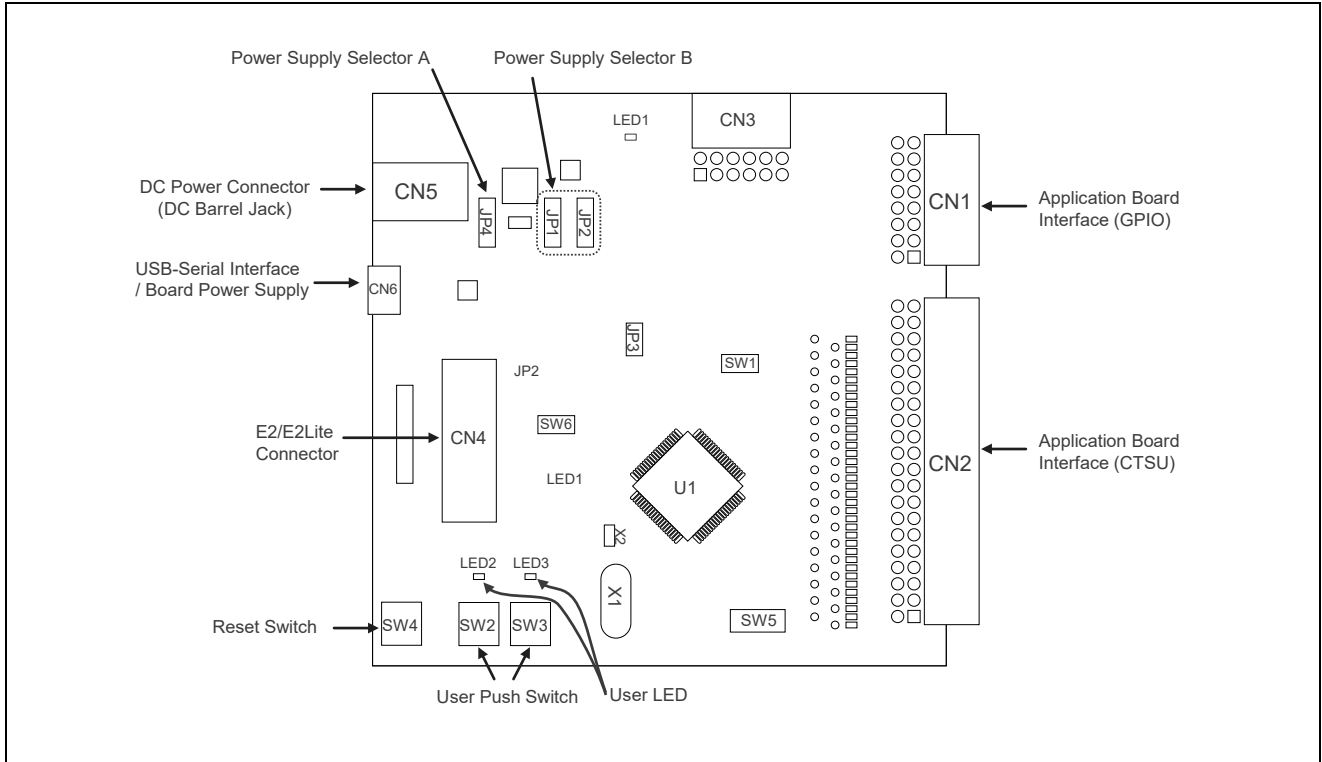 Power Supply Selector A
Power Supply Selector B
LED1
CN3
DC Power Connector
(DC Barrel Jack)
CN5
JP4
JP1
JP2
CN1
Application Board
Interface (GPIO)
USB-Serial Interface
/ Board Power Supply
CN6
JP3
SW1
JP2
E2/E2Lite
Connector
CN4
SW6
LED1
U1
CN2
Application Board
Interface (CTSU)
X2
LED2
LED3
X1
Reset Switch
SW4
SW2
SW3
SW5
User Push Switch
User LED